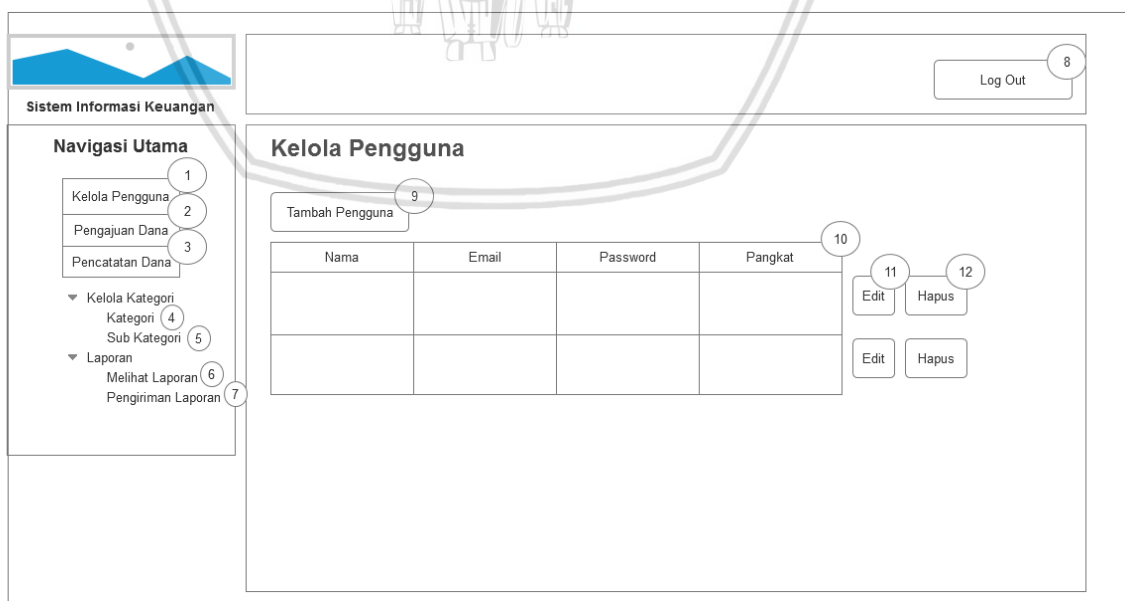 8
Log Out
Sistem Informasi Keuangan
Navigasi Utama
1
Kelola Pengguna
2
Pengajuan Dana
3
Pencatatan Dana
Kelola Kategori
Kategori 4
Sub Kategori 5
Laporan
Melihat Laporan 6
Pengiriman Laporan 7
Kelola Pengguna
9
Tambah Pengguna
10
Nama Email Password Pangkat
11 12
Edit Hapus
Edit Hapus